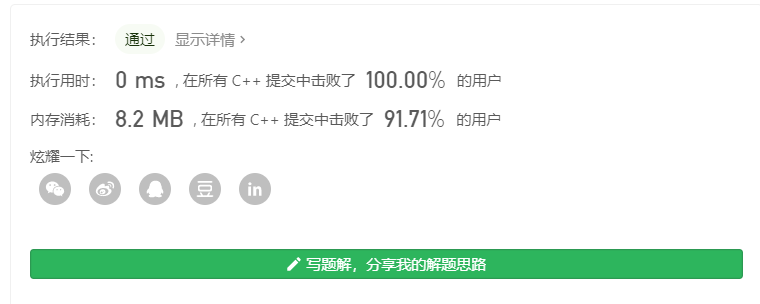 执行结果： 通过 显示详情 >
执行用时： 0 ms , 在所有 C++ 提交中击败了 100.00% 的用户
内存消耗： 8.2 MB , 在所有 C++ 提交中击败了 91.71% 的用户
炫耀一下:
豆 in
写题解，分享我的解题思路